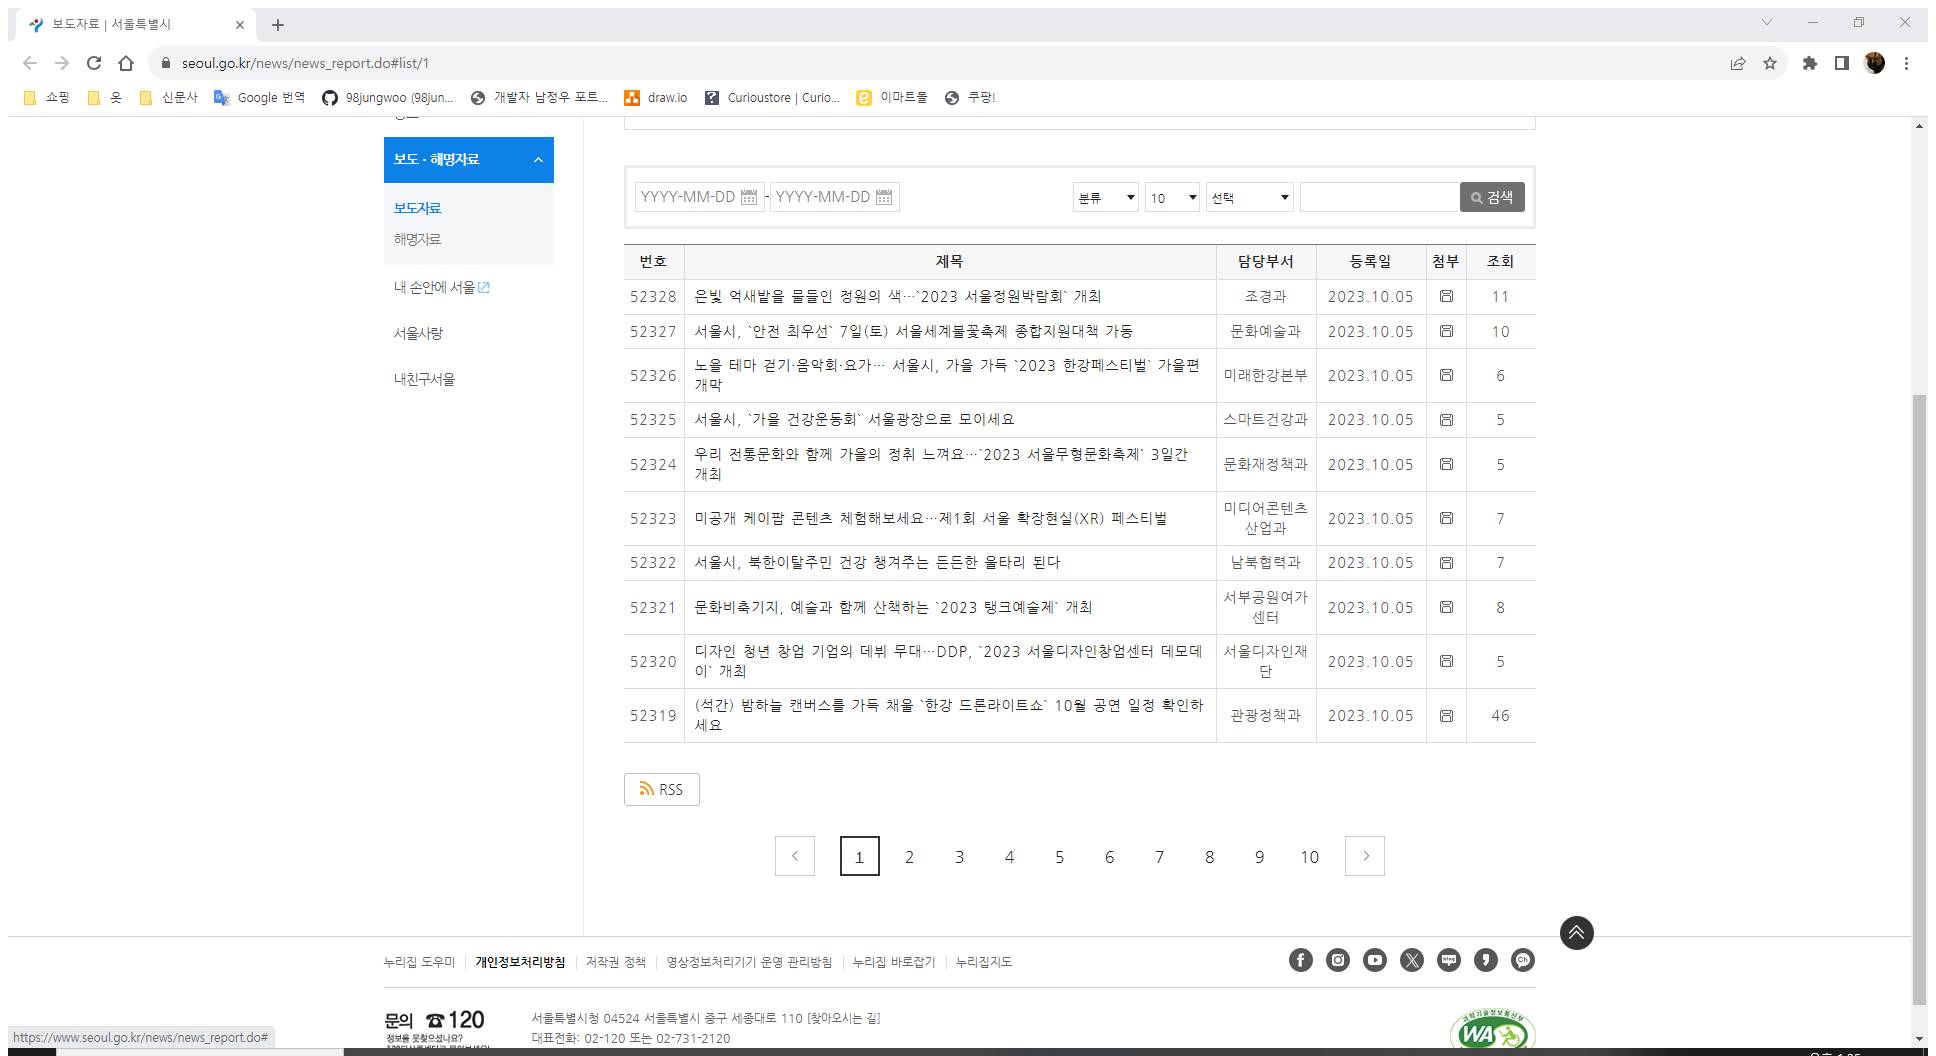 보도자료 | 서울특별시
seoul.go.kr/news/news_report.do#list/1
쇼핑 옷 신문사 Google 번역 98jungwoo (98jun... 개발자 남정우 포트... draw.io Curioustore | Curio... 이마트몰 쿠팡!
보도 · 해명자료
보도자료
해명자료
내 손안에 서울
서울사랑
내친구서울
YYYY-MM-DD - YYYY-MM-DD 분류 10 선택 검색
번호 제목 담당부서 등록일 첨부 조회
52328 은빛 억새밭을 물들인 정원의 색…`2023 서울정원박람회` 개최 조경과 2023.10.05 11
52327 서울시, `안전 최우선` 7일(토) 서울세계불꽃축제 종합지원대책 가동 문화예술과 2023.10.05 10
52326 노을 테마 걷기·음악회·요가… 서울시, 가을 가득 `2023 한강페스티벌` 가을편
개막 미래한강본부 2023.10.05 6
52325 서울시, `가을 건강운동회` 서울광장으로 모이세요 스마트건강과 2023.10.05 5
52324 우리 전통문화와 함께 가을의 정취 느껴요…`2023 서울무형문화축제` 3일간
개최 문화재정책과 2023.10.05 5
52323 미공개 케이팝 콘텐츠 체험해보세요…제1회 서울 확장현실(XR) 페스티벌 미디어콘텐츠
산업과 2023.10.05 7
52322 서울시, 북한이탈주민 건강 챙겨주는 든든한 울타리 된다 남북협력과 2023.10.05 7
52321 문화비축기지, 예술과 함께 산책하는 `2023 탱크예술제` 개최 서부공원여가
센터 2023.10.05 8
52320 디자인 청년 창업 기업의 데뷔 무대…DDP, `2023 서울디자인창업센터 데모데
이` 개최 서울디자인재
단 2023.10.05 5
52319 (석간) 밤하늘 캔버스를 가득 채울 `한강 드론라이트쇼` 10월 공연 일정 확인하
세요 관광정책과 2023.10.05 46
RSS
1 2 3 4 5 6 7 8 9 10
누리집 도우미 개인정보처리방침 저작권 정책 영상정보처리기기 운영 관리방침 누리집 바로잡기 누리집지도
blog Ch
문의 ☎120 서울특별시청 04524 서울특별시 중구 세종대로 110 [찾아오시는 길]
정보를 못찾으셨나요? 대표전화: 02-120 또는 02-731-2120
과학기술정보통신부
WA
https://www.seoul.go.kr/news/news_report.do#